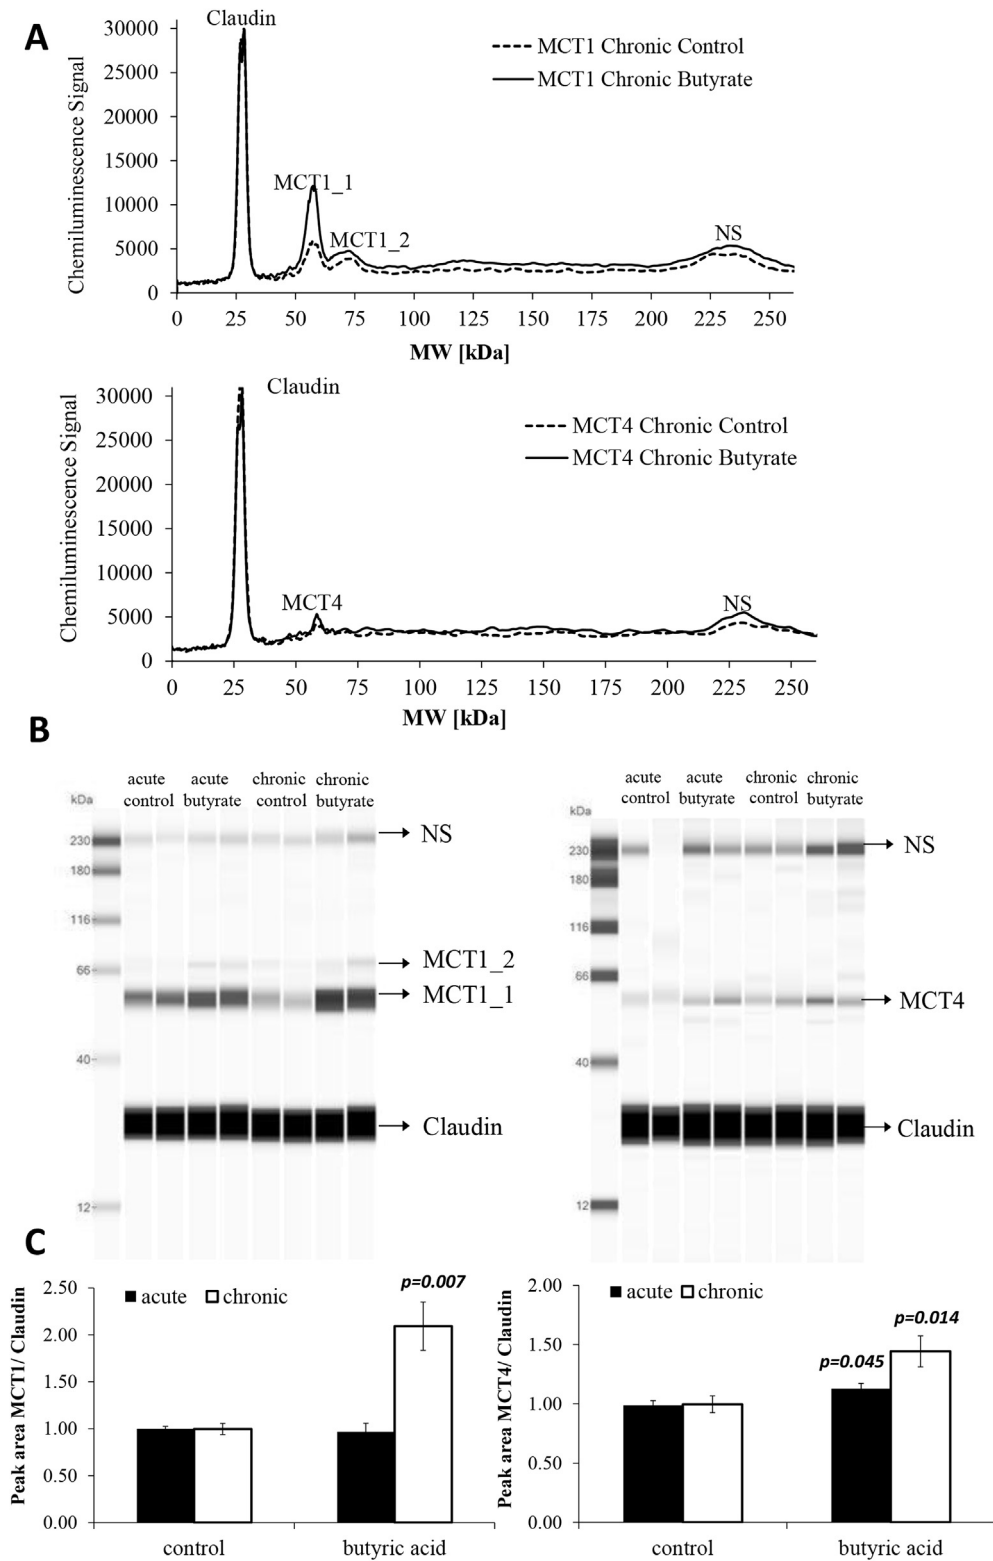 A
Claudin
MCT1 Chronic Control
MCT1 Chronic Butyrate
MCT1_1
MCT1_2
NS
Chemiluminescence Signal
30000
25000
20000
15000
10000
5000
0
0 25 50 75 100 125 150 175 200 225 250
MW [kDa]
Claudin
MCT4 Chronic Control
MCT4 Chronic Butyrate
MCT4
NS
Chemiluminescence Signal
30000
25000
20000
15000
10000
5000
0
0 25 50 75 100 125 150 175 200 225 250
MW [kDa]
B
acute acute chronic chronic
control butyrate control butyrate
kDa
230
180
116
66
40
12
NS
MCT1_2
MCT1_1
Claudin
acute acute chronic chronic
control butyrate control butyrate
kDa
230
180
116
66
40
12
NS
MCT4
Claudin
C
Peak area MCT1/ Claudin
2.50
2.00
1.50
1.00
0.50
0.00
acute chronic
p=0.007
control butyric acid
Peak area MCT4/ Claudin
2.00
1.50
1.00
0.50
0.00
acute chronic
p=0.045
p=0.014
control butyric acid